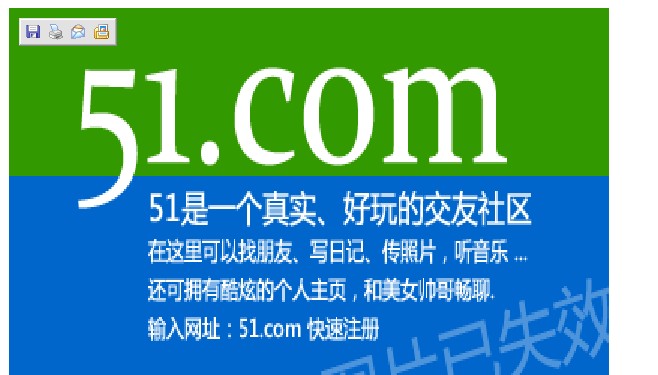 51.com
51是一个真实、好玩的交友社区
在这里可以找朋友、写日记、传照片，听音乐 ...
还可拥有酷炫的个人主页，和美女帅哥畅聊.
输入网址：51.com 快速注册
图片已失效